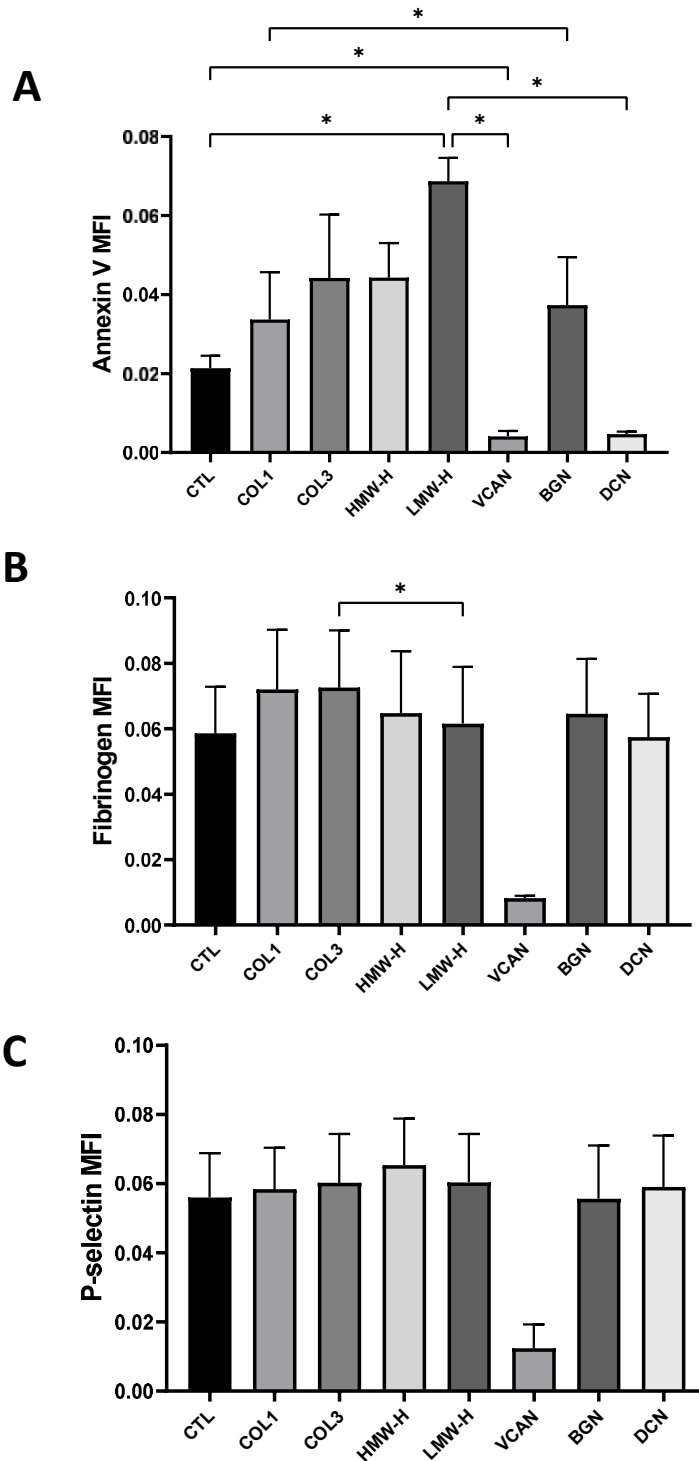 *
*
A
*
* *
0.08
0.06
0.04
0.02
0.00
Annexin V MFI
CTL COL1 COL3 HMW-H LMW-H VCAN BGN DCN
B
*
0.10
0.08
0.06
0.04
0.02
0.00
Fibrinogen MFI
CTL COL1 COL3 HMW-H LMW-H VCAN BGN DCN
C
0.10
0.08
0.06
0.04
0.02
0.00
P-selectin MFI
CTL COL1 COL3 HMW-H LMW-H VCAN BGN DCN